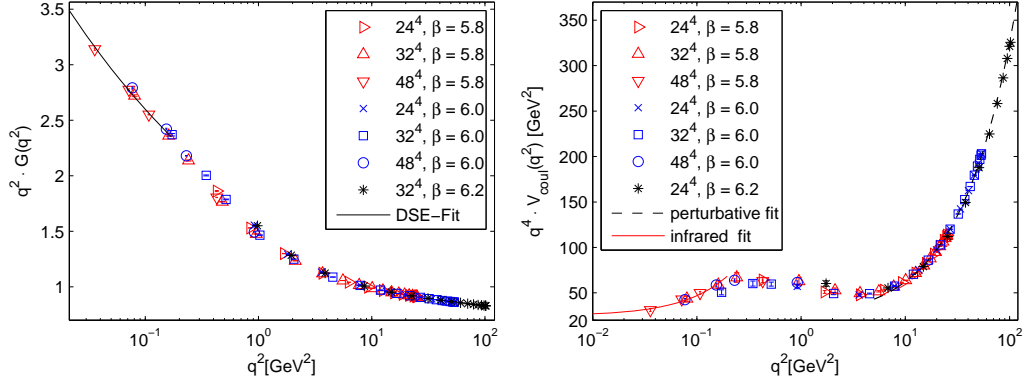 3.5
3
2.5
2
1.5
1
q² · G(q²)
24⁴, β = 5.8
32⁴, β = 5.8
48⁴, β = 5.8
24⁴, β = 6.0
32⁴, β = 6.0
48⁴, β = 6.0
32⁴, β = 6.2
DSE−Fit
10⁻¹ 10⁰ 10¹ 10²
q²[GeV²]
350
300
250
200
150
100
50
20
q⁴ · V_coul(q²) [GeV²]
24⁴, β = 5.8
32⁴, β = 5.8
48⁴, β = 5.8
24⁴, β = 6.0
32⁴, β = 6.0
48⁴, β = 6.0
24⁴, β = 6.2
perturbative fit
infrared fit
10⁻² 10⁻¹ 10⁰ 10¹ 10²
q²[GeV²]